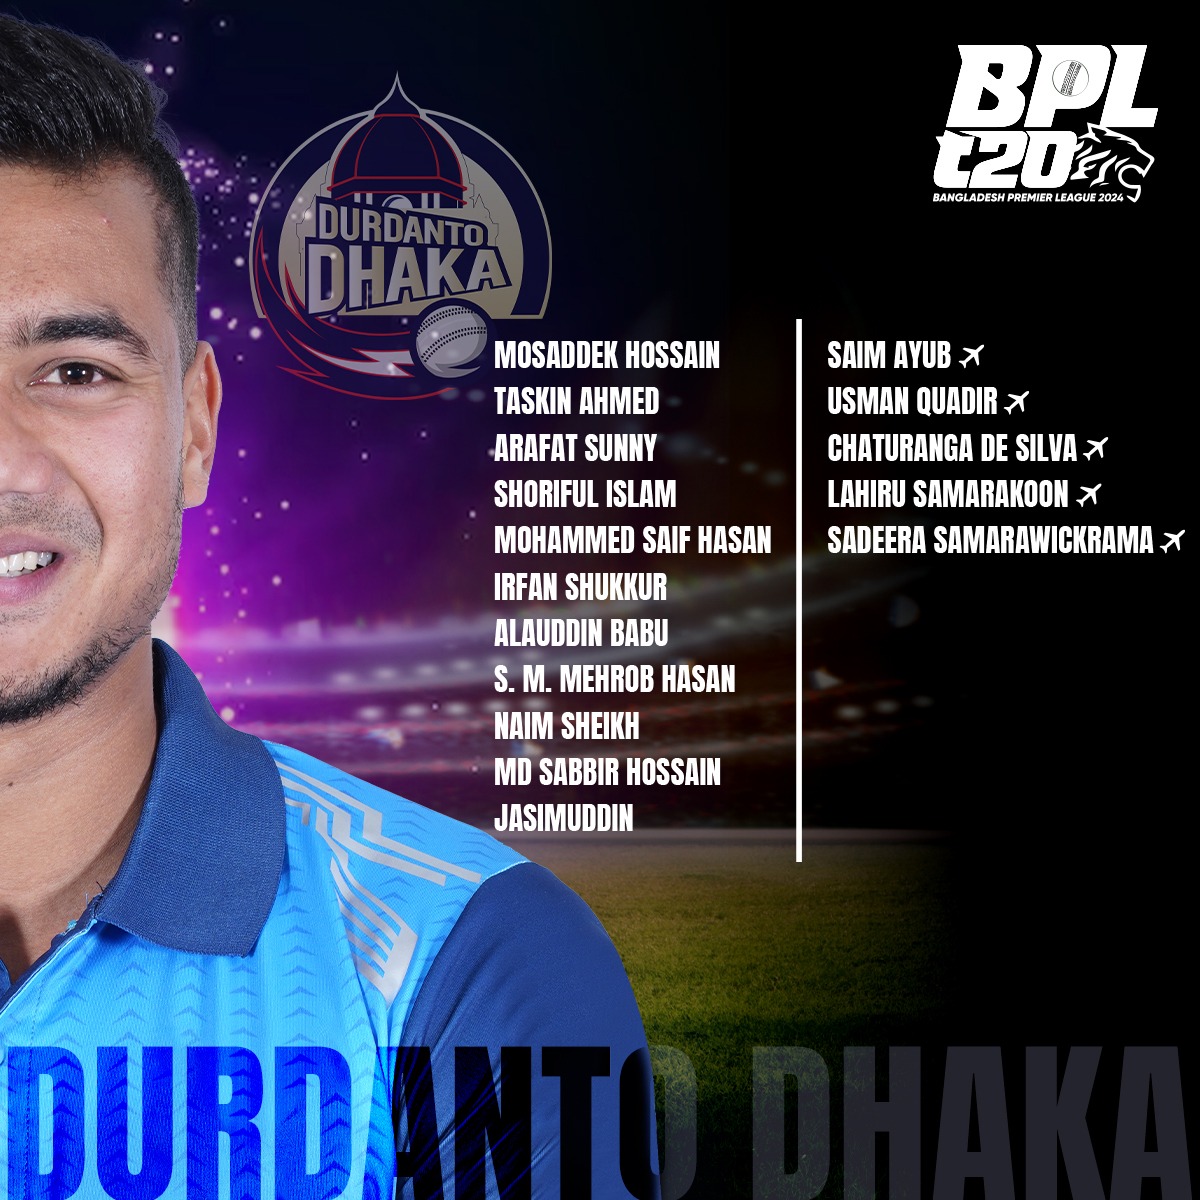 BPL
t20
BANGLADESH PREMIER LEAGUE 2024
DURDANTO
DHAKA
MOSADDEK HOSSAIN
TASKIN AHMED
ARAFAT SUNNY
SHORIFUL ISLAM
MOHAMMED SAIF HASAN
IRFAN SHUKKUR
ALAUDDIN BABU
S. M. MEHROB HASAN
NAIM SHEIKH
MD SABBIR HOSSAIN
JASIMUDDIN
SAIM AYUB
USMAN QUADIR
CHATURANGA DE SILVA
LAHIRU SAMARAKOON
SADEERA SAMARAWICKRAMA
DURDANTO DHAKA